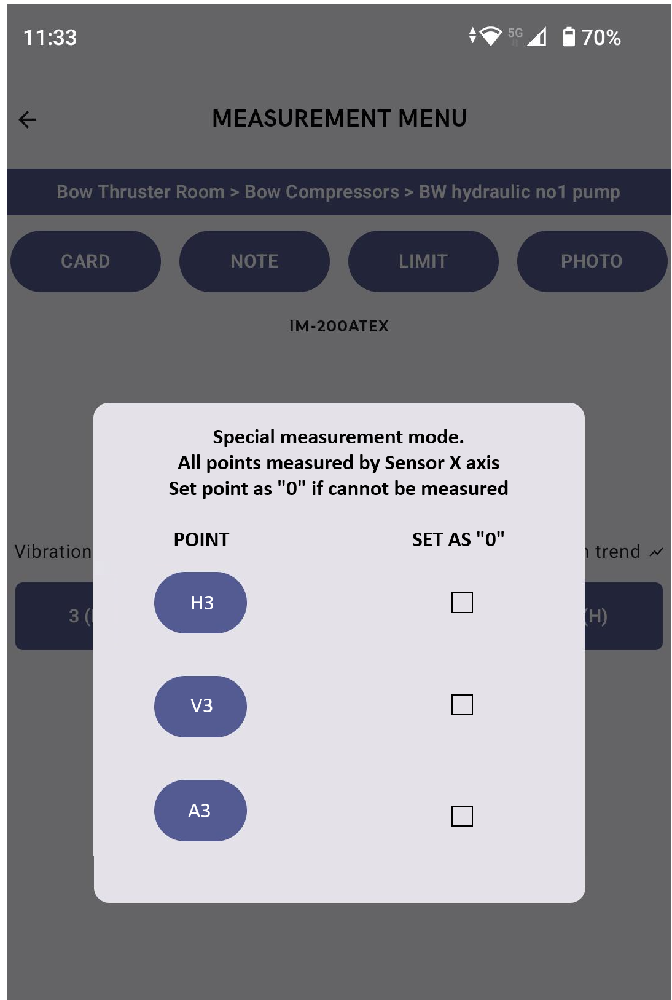 11:33 5G 70%
MEASUREMENT MENU
Bow Thruster Room > Bow Compressors > BW hydraulic no1 pump
CARD NOTE LIMIT PHOTO
IM-200ATEX
Special measurement mode.
All points measured by Sensor X axis
Set point as "0" if cannot be measured
POINT SET AS "0"
Vibration trend
H3
3 (H)
V3
A3